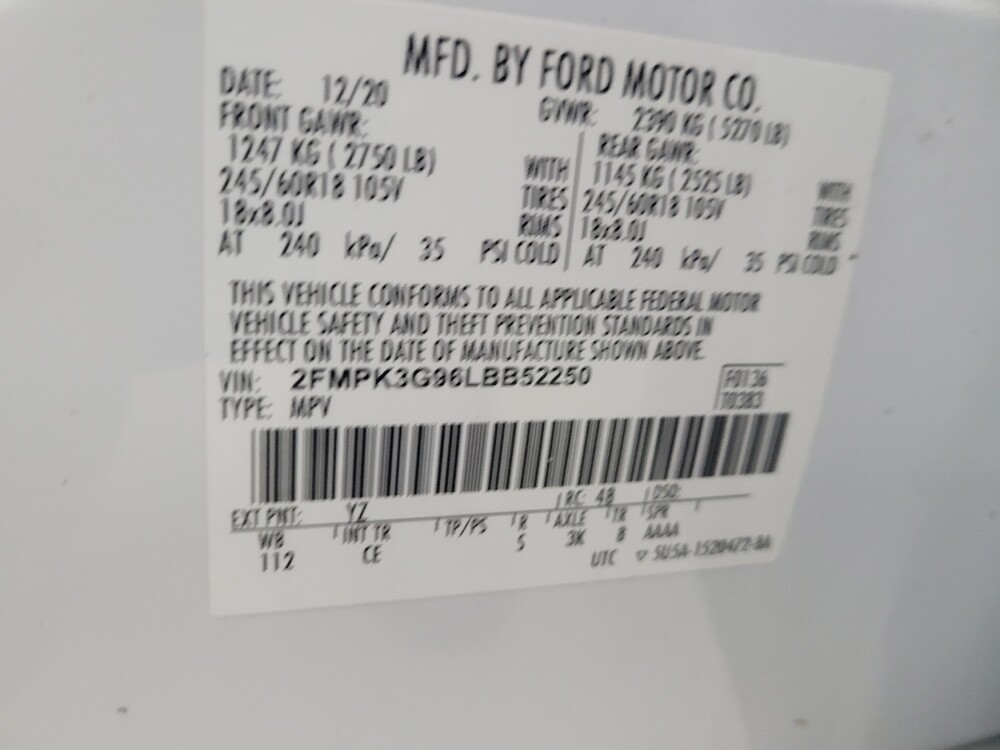 MFD. BY FORD MOTOR CO.
DATE: 12/20
GVWR: 2390 KG ( 5270 LB)
FRONT GAWR:
REAR GAWR:
1247 KG ( 2750 LB) WITH
1145 KG ( 2525 LB) WITH
245/60R18 105V TIRES
245/60R18 105V TIRES
18x8.0J RIMS
18x8.0J RIMS
AT 240 kPa/ 35 PSI COLD
AT 240 kPa/ 35 PSI COLD
THIS VEHICLE CONFORMS TO ALL APPLICABLE FEDERAL MOTOR
VEHICLE SAFETY AND THEFT PREVENTION STANDARDS IN
EFFECT ON THE DATE OF MANUFACTURE SHOWN ABOVE.
VIN: 2FMPK3G96LBB52250
F0136
TYPE: MPV
T0383
EXT PNT: YZ RC: 48 DSO:
WB INT TR TP/PS R AXLE TR SPR
112 CE 5 3K 8 AAAA
UTC ▽ 5U5A-1520472-BA